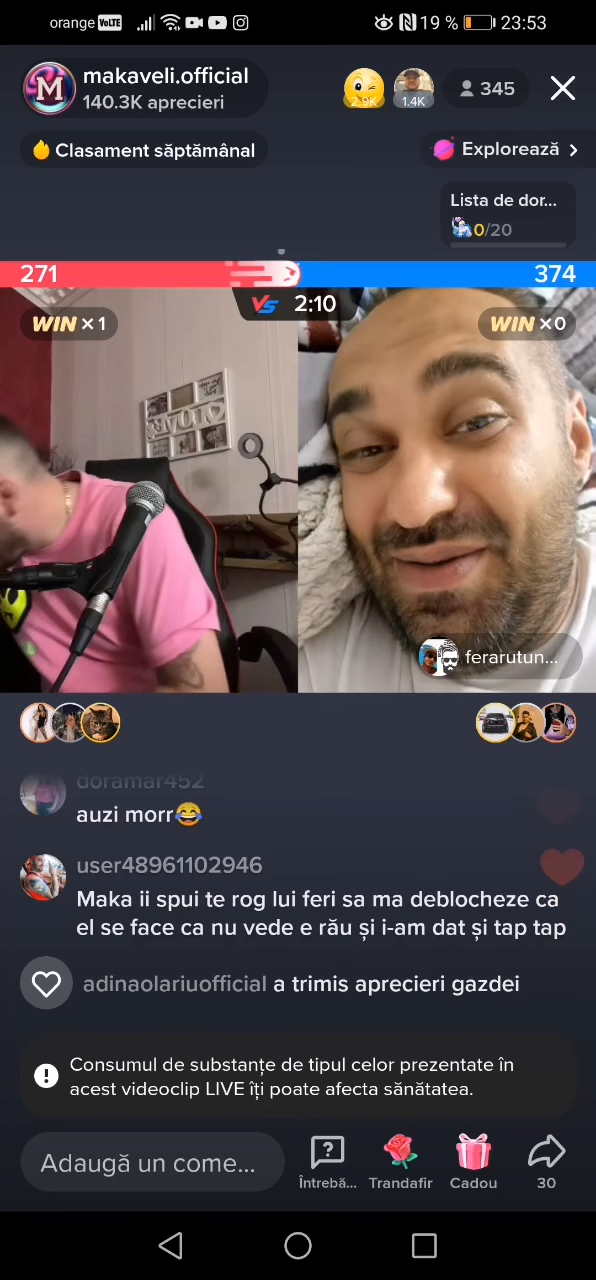 orange VoLTE 19 % 23:53
M
makaveli.official
140.3K aprecieri
2.9K
1.4K
345
Clasament săptămânal
Explorează
Lista de dor...
0/20
271
374
VS 2:10
WIN x 1
WIN x0
ferarutun...
doramar452
auzi morr😂
user48961102946
Maka ii spui te rog lui feri sa ma deblocheze ca
el se face ca nu vede e rău și i-am dat și tap tap
adinaolariuofficial a trimis aprecieri gazdei
Consumul de substanțe de tipul celor prezentate în
acest videoclip LIVE îți poate afecta sănătatea.
Adaugă un come...
Întrebă...
Trandafir
Cadou
30